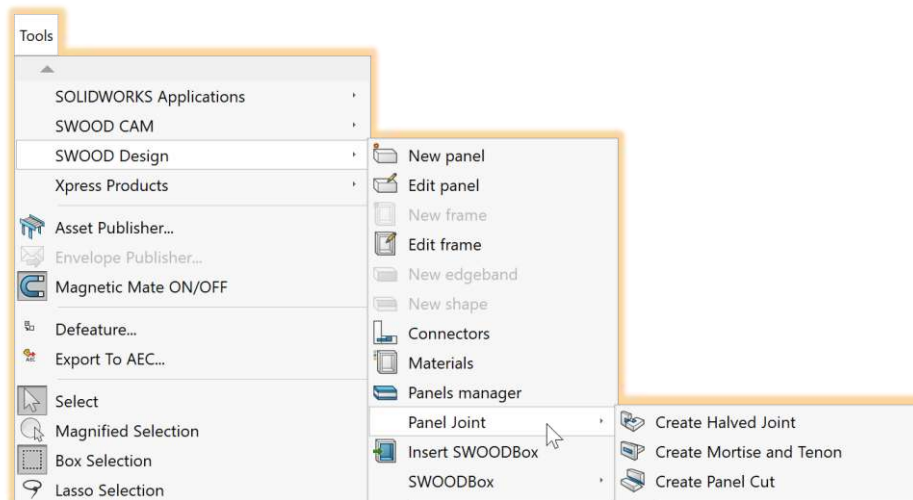 Tools
SOLIDWORKS Applications
SWOOD CAM
SWOOD Design
Xpress Products
Asset Publisher...
Envelope Publisher...
Magnetic Mate ON/OFF
Defeature...
Export To AEC...
Select
Magnified Selection
Box Selection
Lasso Selection
New panel
Edit panel
New frame
Edit frame
New edgeband
New shape
Connectors
Materials
Panels manager
Panel Joint
Insert SWOODBox
SWOODBox
Create Halved Joint
Create Mortise and Tenon
Create Panel Cut